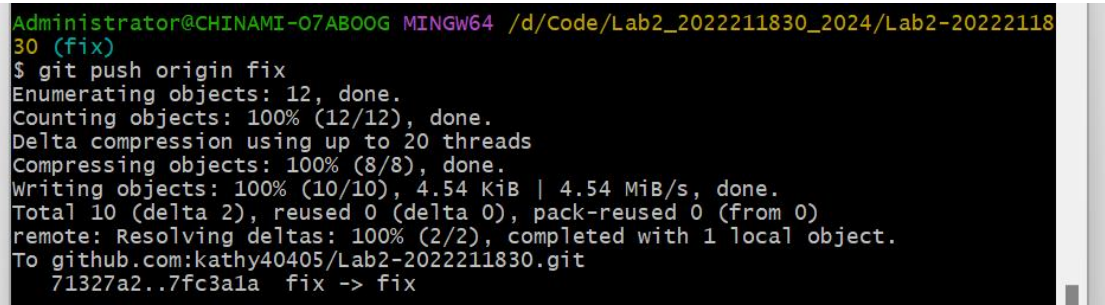 Administrator@CHINAMI-O7ABOOG MINGW64 /d/Code/Lab2_2022211830_2024/Lab2-20222118
30 (fix)
$ git push origin fix
Enumerating objects: 12, done.
Counting objects: 100% (12/12), done.
Delta compression using up to 20 threads
Compressing objects: 100% (8/8), done.
Writing objects: 100% (10/10), 4.54 KiB | 4.54 MiB/s, done.
Total 10 (delta 2), reused 0 (delta 0), pack-reused 0 (from 0)
remote: Resolving deltas: 100% (2/2), completed with 1 local object.
To github.com:kathy40405/Lab2-2022211830.git
   71327a2..7fc3a1a  fix -> fix